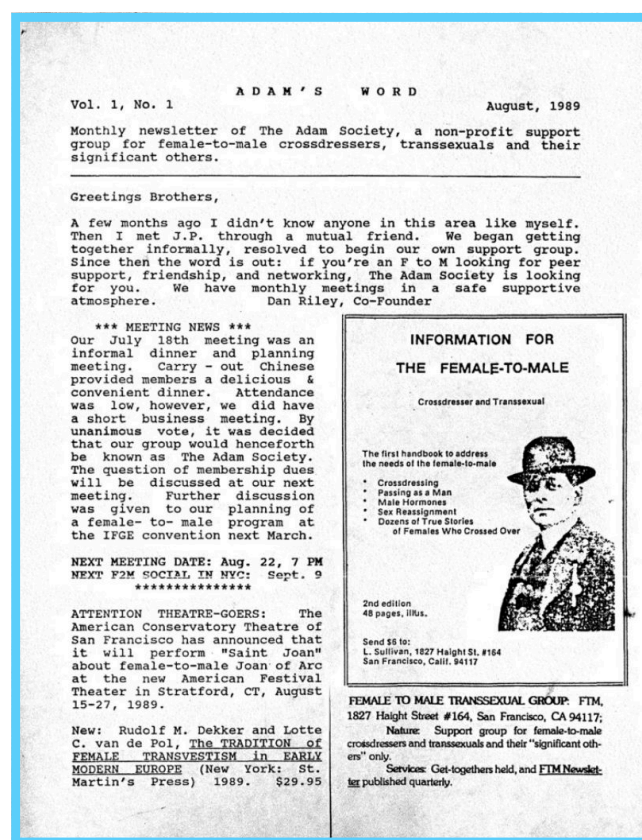 ADAM'S WORD
Vol. 1, No. 1 August, 1989
Monthly newsletter of The Adam Society, a non-profit support
group for female-to-male crossdressers, transsexuals and their
significant others.
Greetings Brothers,
A few months ago I didn't know anyone in this area like myself.
Then I met J.P. through a mutual friend. We began getting
together informally, resolved to begin our own support group.
Since then the word is out: if you're an F to M looking for peer
support, friendship, and networking, The Adam Society is looking
for you. We have monthly meetings in a safe supportive
atmosphere. Dan Riley, Co-Founder
*** MEETING NEWS ***
Our July 18th meeting was an
informal dinner and planning
meeting. Carry - out Chinese
provided members a delicious &
convenient dinner. Attendance
was low, however, we did have
a short business meeting. By
unanimous vote, it was decided
that our group would henceforth
be known as The Adam Society.
The question of membership dues
will be discussed at our next
meeting. Further discussion
was given to our planning of
a female- to- male program at
the IFGE convention next March.
NEXT MEETING DATE: Aug. 22, 7 PM
NEXT F2M SOCIAL IN NYC: Sept. 9
***************
ATTENTION THEATRE-GOERS: The
American Conservatory Theatre of
San Francisco has announced that
it will perform "Saint Joan"
about female-to-male Joan of Arc
at the new American Festival
Theater in Stratford, CT, August
15-27, 1989.
New: Rudolf M. Dekker and Lotte
C. van de Pol, The TRADITION of
FEMALE TRANSVESTISM in EARLY
MODERN EUROPE (New York: St.
Martin's Press) 1989. $29.95
INFORMATION FOR
THE FEMALE-TO-MALE
Crossdresser and Transsexual
The first handbook to address
the needs of the female-to-male
* Crossdressing
* Passing as a Man
* Male Hormones
* Sex Reassignment
* Dozens of True Stories
of Females Who Crossed Over
2nd edition
48 pages, illus.
Send $6 to:
L. Sullivan, 1827 Haight St. #164
San Francisco, Calif. 94117
FEMALE TO MALE TRANSSEXUAL GROUP: FTM,
1827 Haight Street #164, San Francisco, CA 94117;
Nature: Support group for female-to-male
crossdressers and transsexuals and their "significant oth-
ers" only.
Services: Get-togethers held, and FTM Newslet-
ter published quarterly.